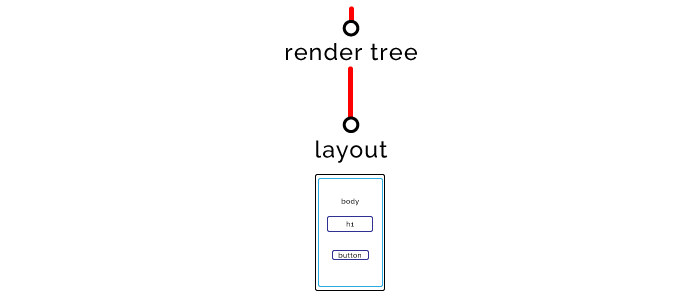 render tree
layout
body
h1
button